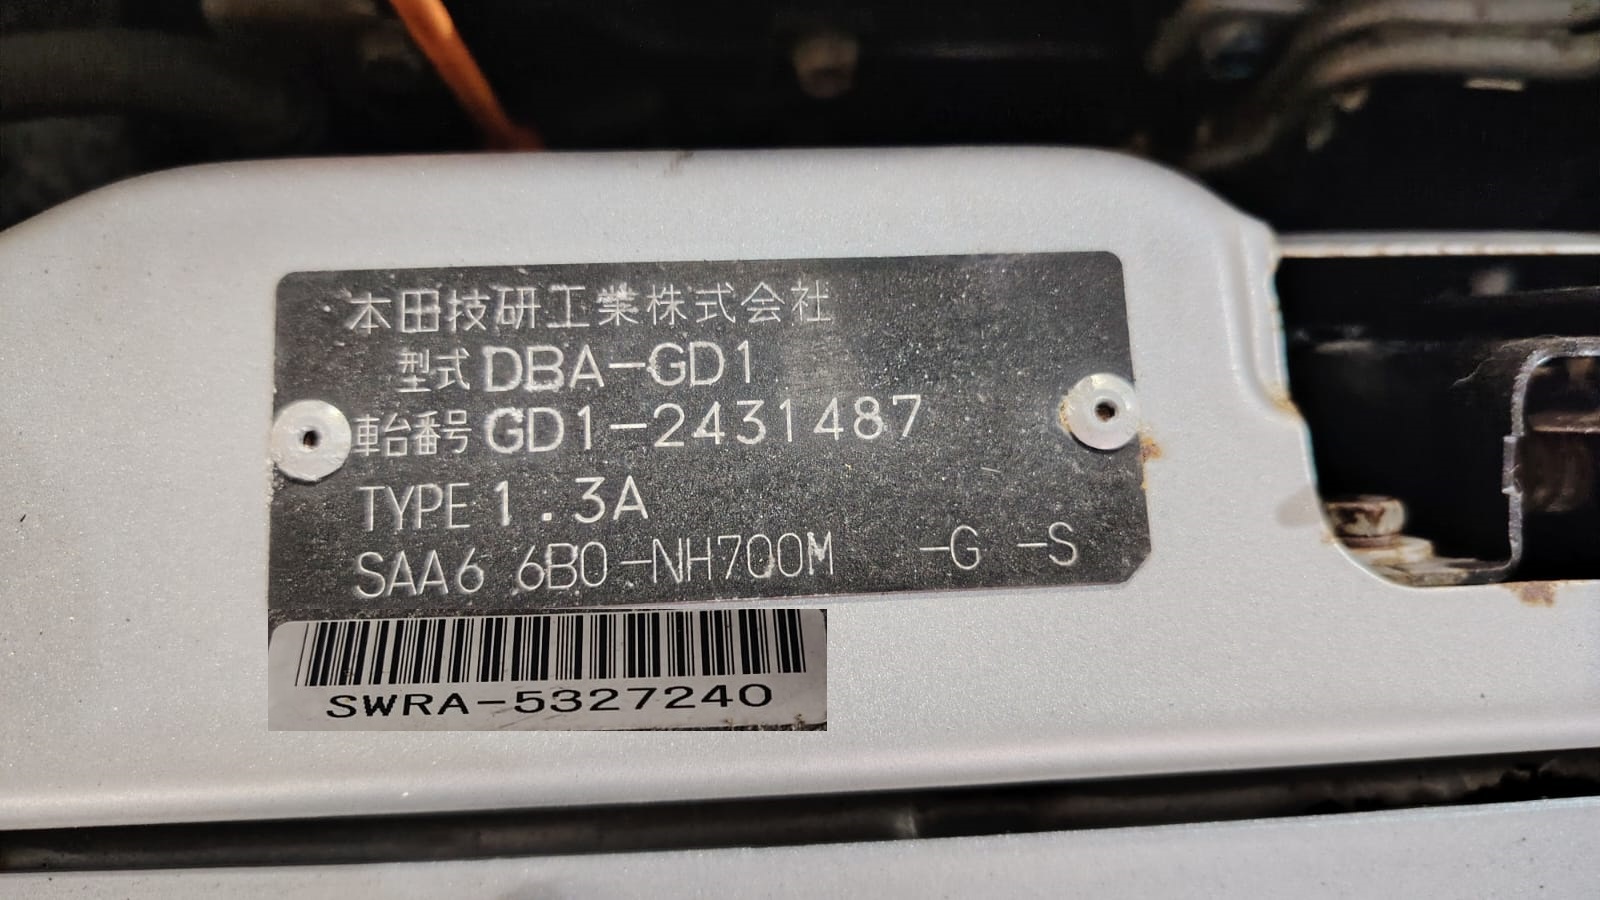 本田技研工業株式会社
型式 DBA-GD1
車台番号 GD1-2431487
TYPE 1.3A
SAA6 6B0-NH700M -G -S
SWRA-5327240